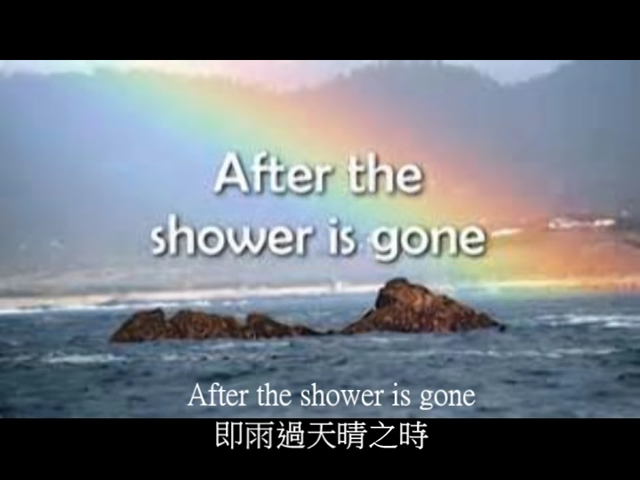 After the
shower is gone
After the shower is gone
即雨過天晴之時